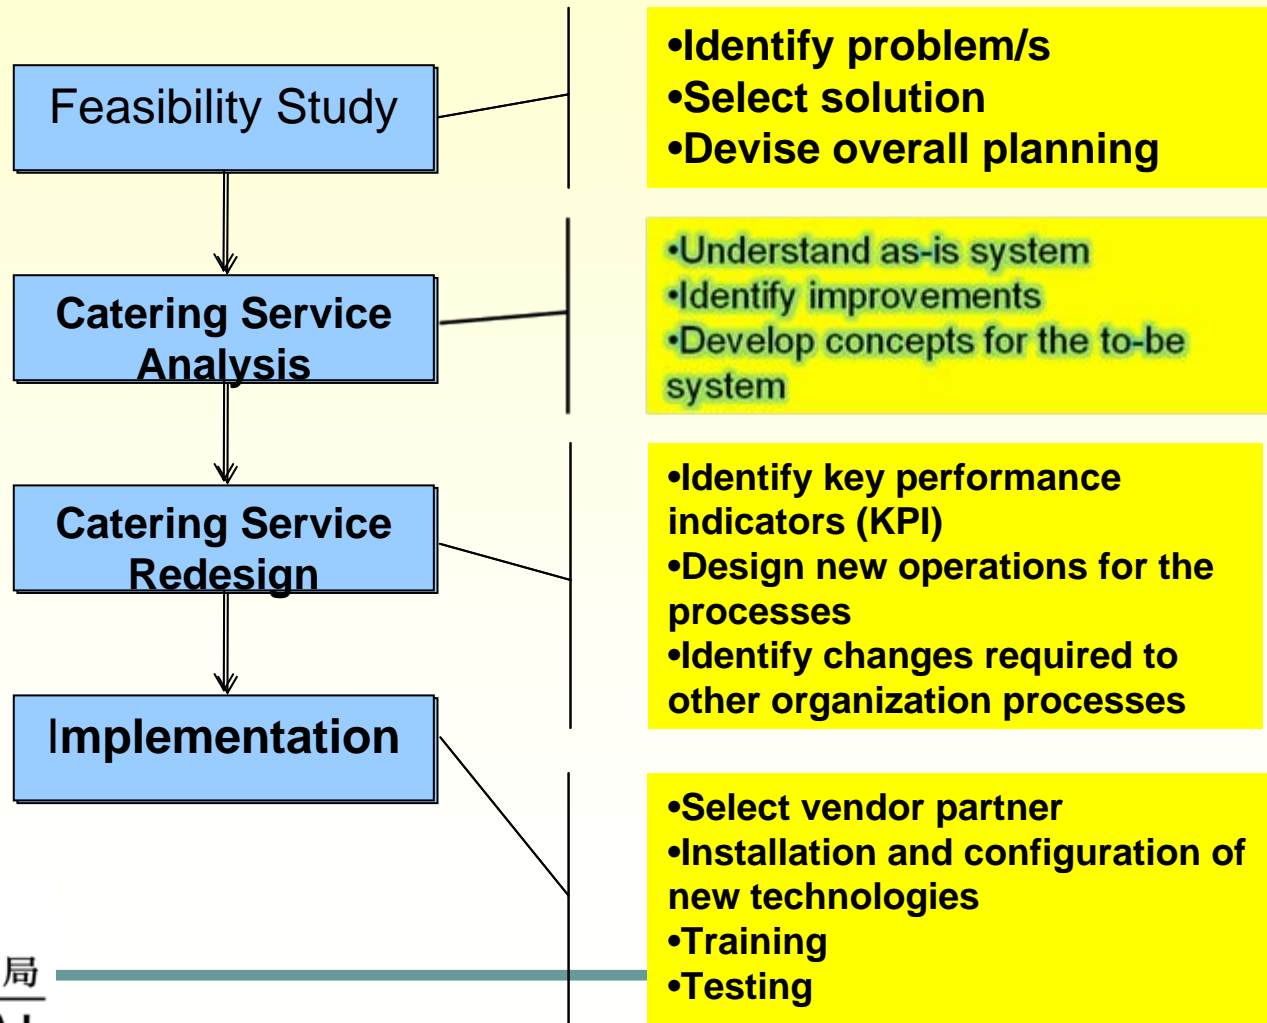 Feasibility Study
•Identify problem/s
•Select solution
•Devise overall planning
Catering Service
Analysis
•Understand as-is system
•Identify improvements
•Develop concepts for the to-be
system
Catering Service
Redesign
•Identify key performance
indicators (KPI)
•Design new operations for the
processes
•Identify changes required to
other organization processes
Implementation
•Select vendor partner
•Installation and configuration of
new technologies
•Training
•Testing
局